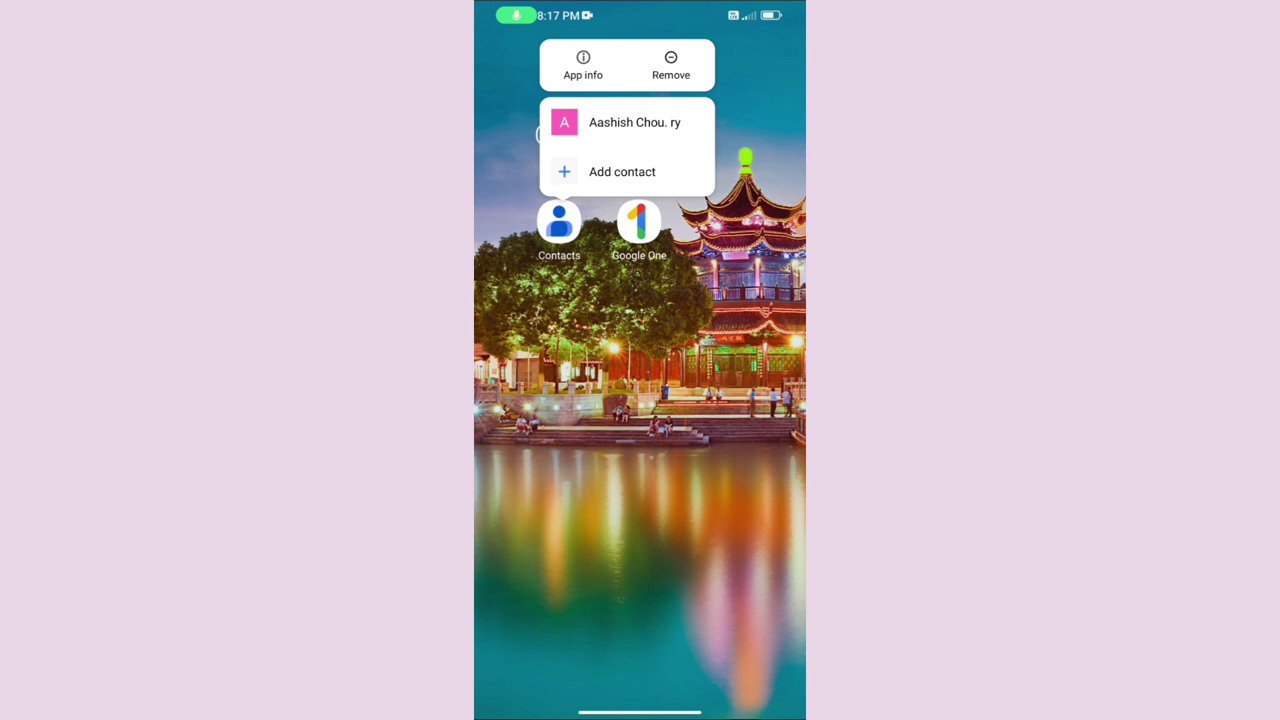 8:17 PM
App info
Remove
A
Aashish Chou. ry
Add contact
Contacts
Google One